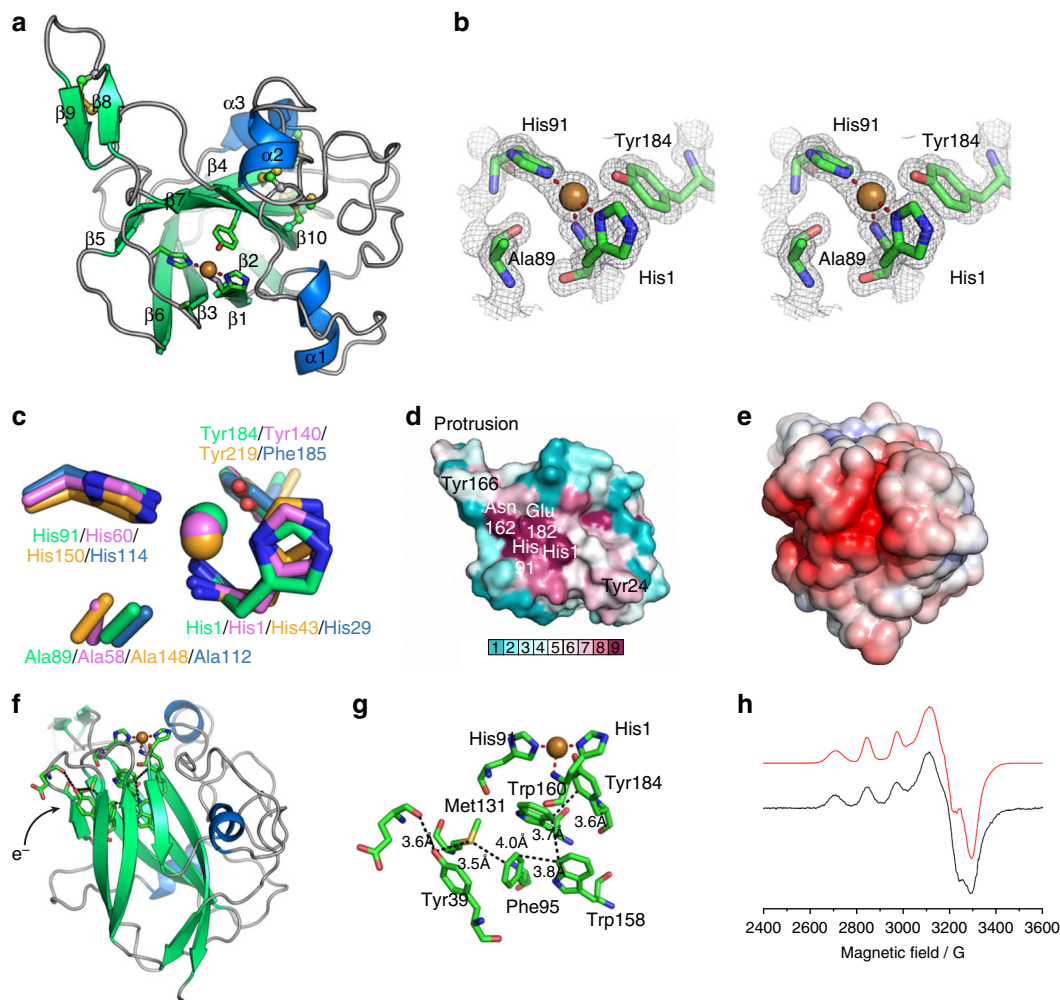 a
β9
β8
α3
α2
β4
β7
β5
β10
β2
β3
β1
β6
α1
b
His91
Tyr184
Ala89
His1
His91
Tyr184
Ala89
His1
c
Tyr184/Tyr140/
Tyr219/Phe185
His91/His60/
His150/His114
His1/His1/His43/His29
Ala89/Ala58/Ala148/Ala112
d
Protrusion
Tyr166
Asn
162
Glu
182
His
91
His1
Tyr24
1 2 3 4 5 6 7 8 9
e
f
e−
g
His91
His1
Trp160
Tyr184
Met131
3.7Å
3.6Å
3.6Å
4.0Å
3.5Å
3.8Å
Tyr39
Phe95
Trp158
h
2400 2600 2800 3000 3200 3400 3600
Magnetic field / G